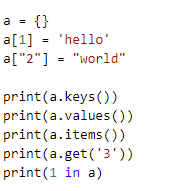 a = {}
a[1] = 'hello'
a["2"] = "world"
print(a.keys())
print(a.values())
print(a.items())
print(a.get('3'))
print(1 in a)